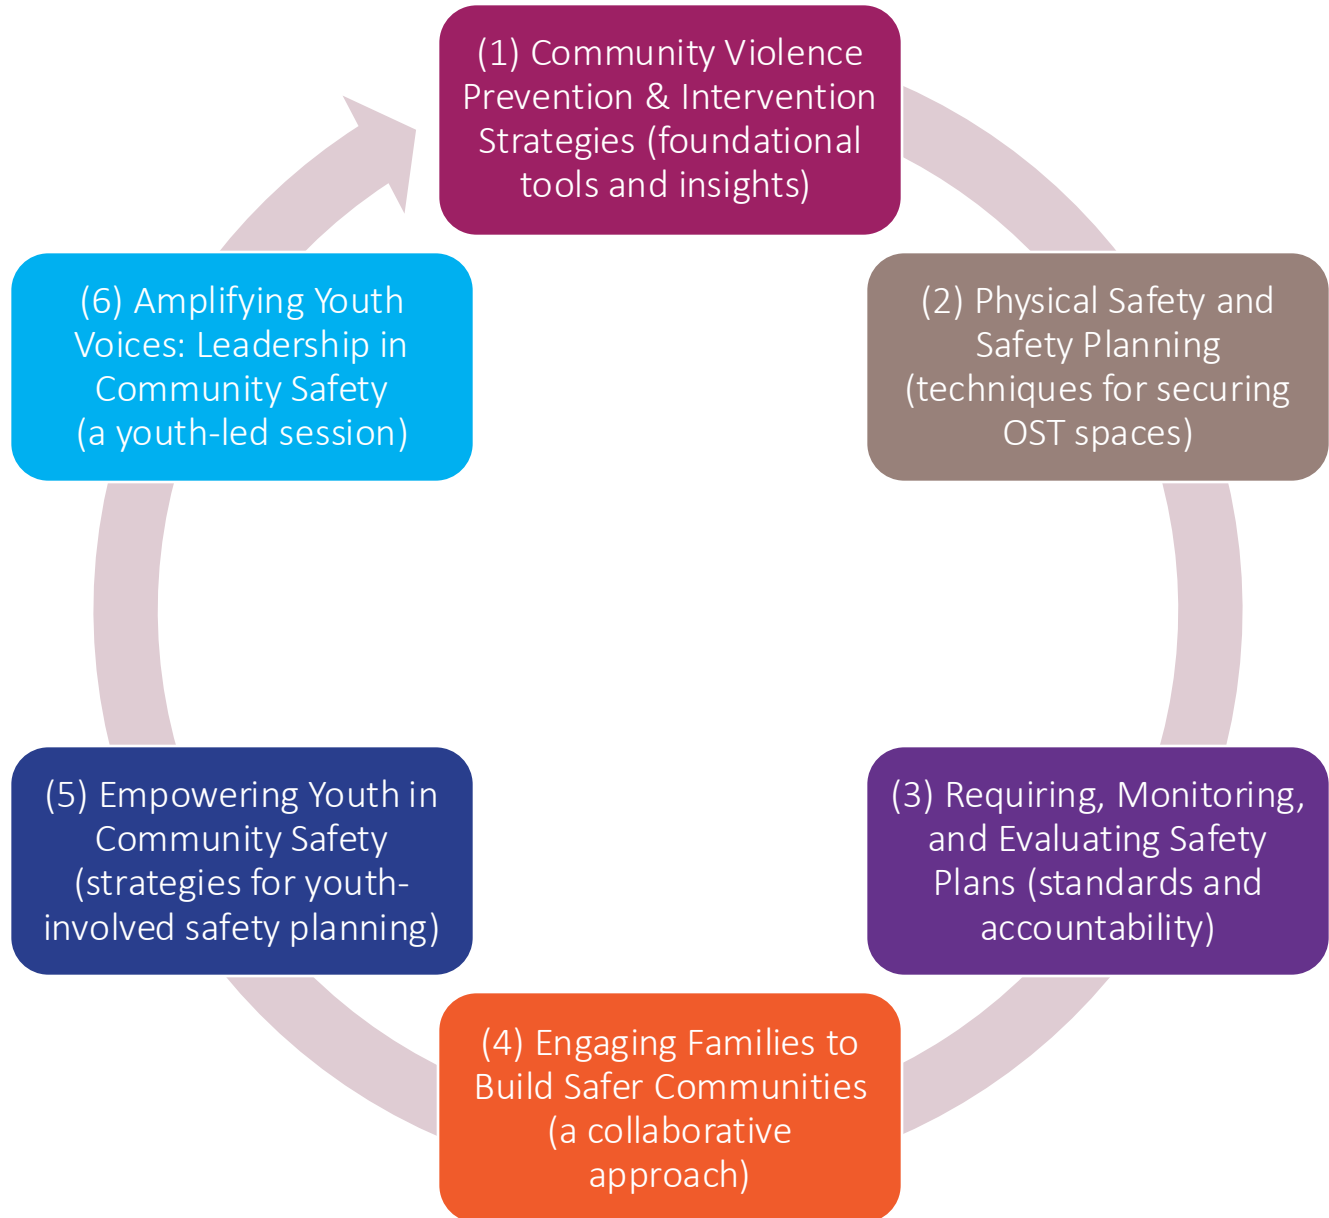 (1) Community Violence
Prevention & Intervention
Strategies (foundational
tools and insights)
(2) Physical Safety and
Safety Planning
(techniques for securing
OST spaces)
(3) Requiring, Monitoring,
and Evaluating Safety
Plans (standards and
accountability)
(4) Engaging Families to
Build Safer Communities
(a collaborative
approach)
(5) Empowering Youth in
Community Safety
(strategies for youth-
involved safety planning)
(6) Amplifying Youth
Voices: Leadership in
Community Safety
(a youth-led session)